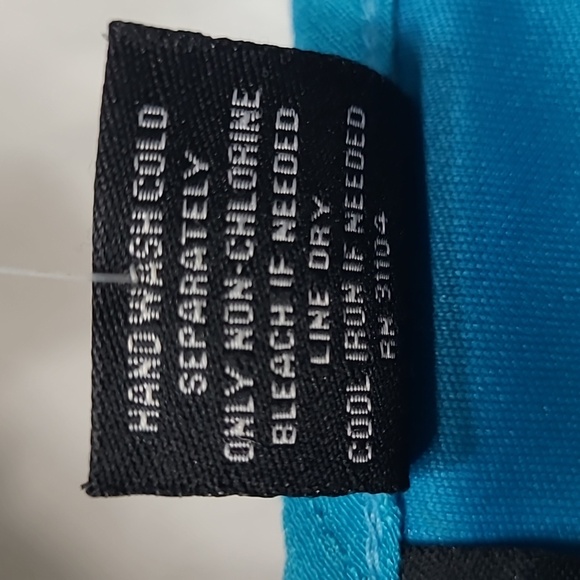 HAND WASH COLD
SEPARATELY
ONLY NON-CHLORINE
BLEACH IF NEEDED
LINE DRY
COOL IRON IF NEEDED
RN 31104